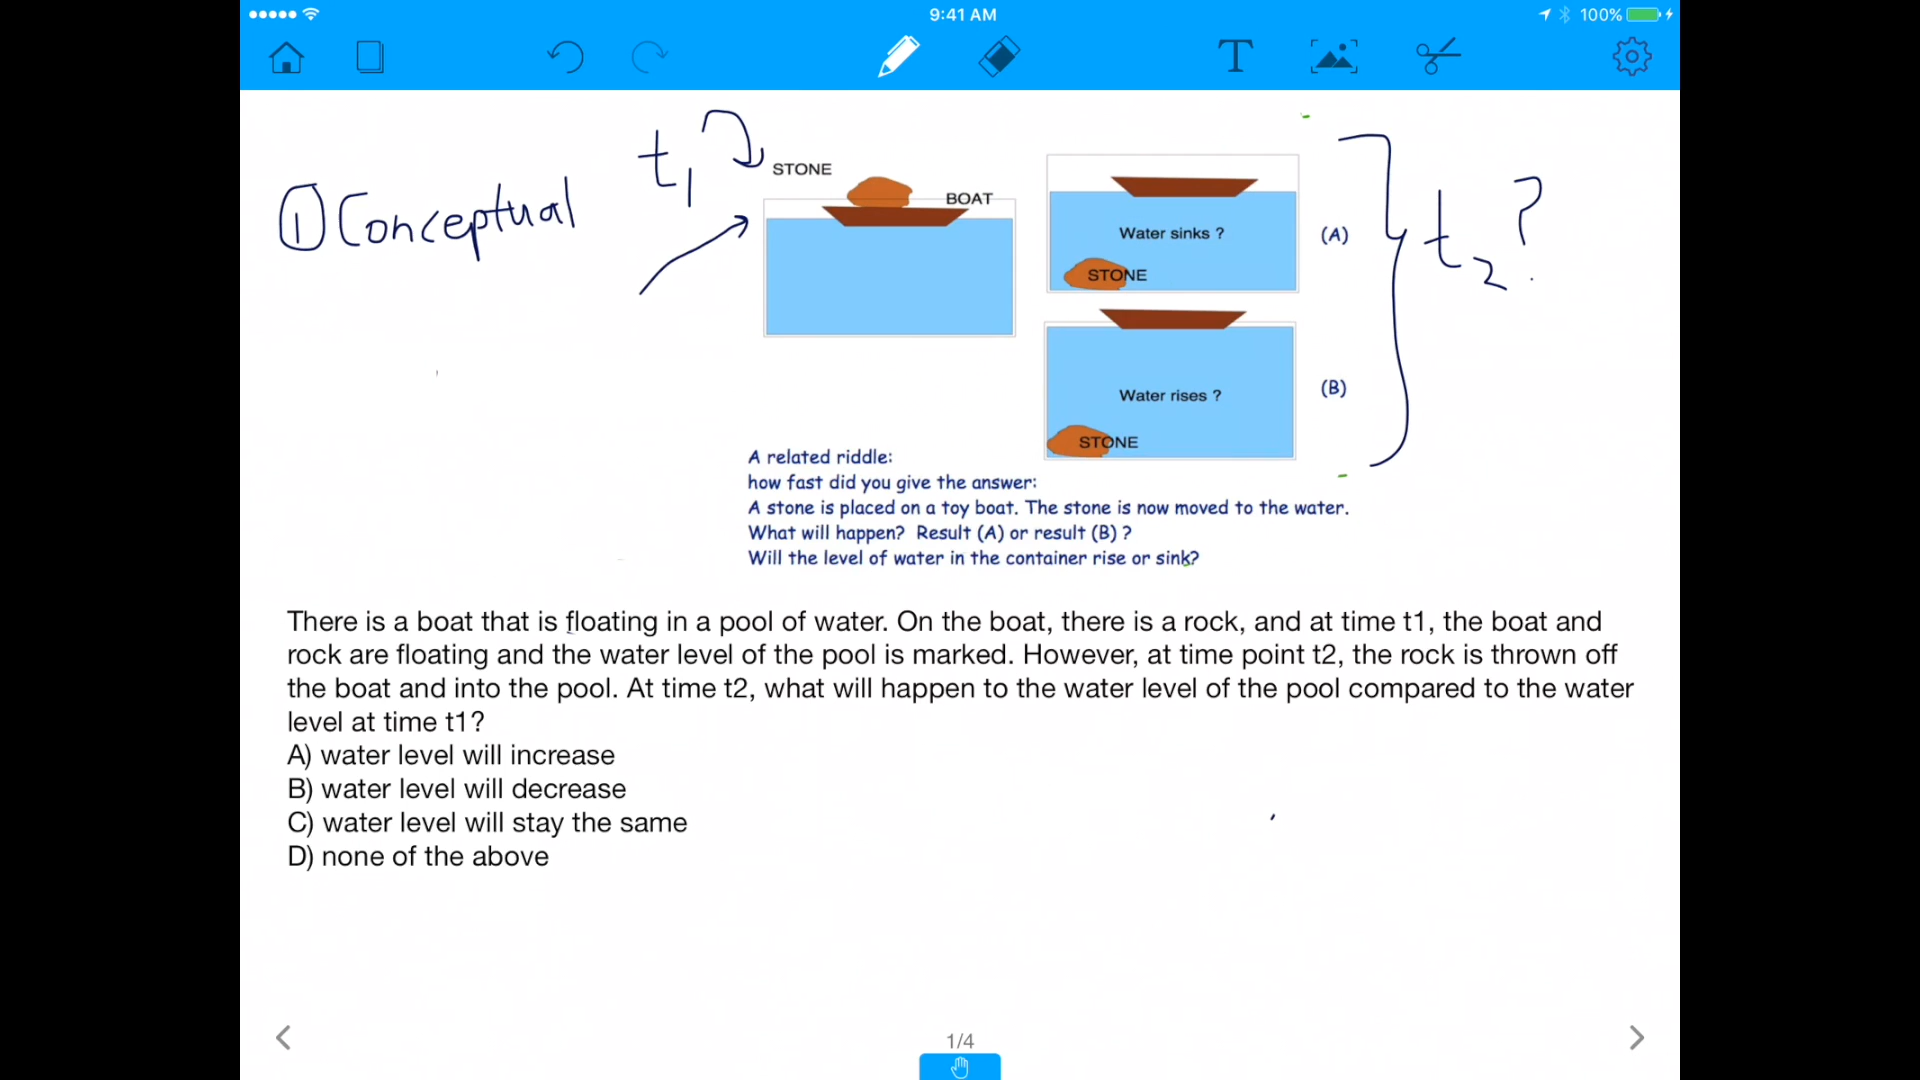 9:41 AM
100%
T
① Conceptual
t1
STONE
BOAT
Water sinks ?
STONE
(A)
t2?
Water rises ?
STONE
(B)
A related riddle:
how fast did you give the answer:
A stone is placed on a toy boat. The stone is now moved to the water.
What will happen? Result (A) or result (B) ?
Will the level of water in the container rise or sink?
There is a boat that is floating in a pool of water. On the boat, there is a rock, and at time t1, the boat and
rock are floating and the water level of the pool is marked. However, at time point t2, the rock is thrown off
the boat and into the pool. At time t2, what will happen to the water level of the pool compared to the water
level at time t1?
A) water level will increase
B) water level will decrease
C) water level will stay the same
D) none of the above
1/4